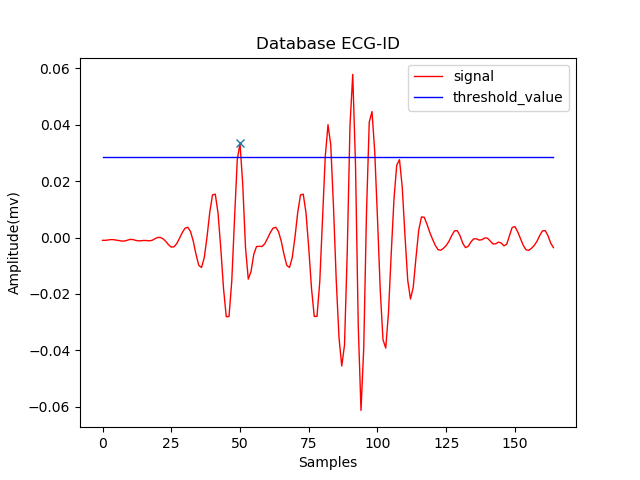 Database ECG-ID
signal
threshold_value
0.06
0.04
0.02
0.00
−0.02
−0.04
−0.06
Amplitude(mv)
0 25 50 75 100 125 150
Samples